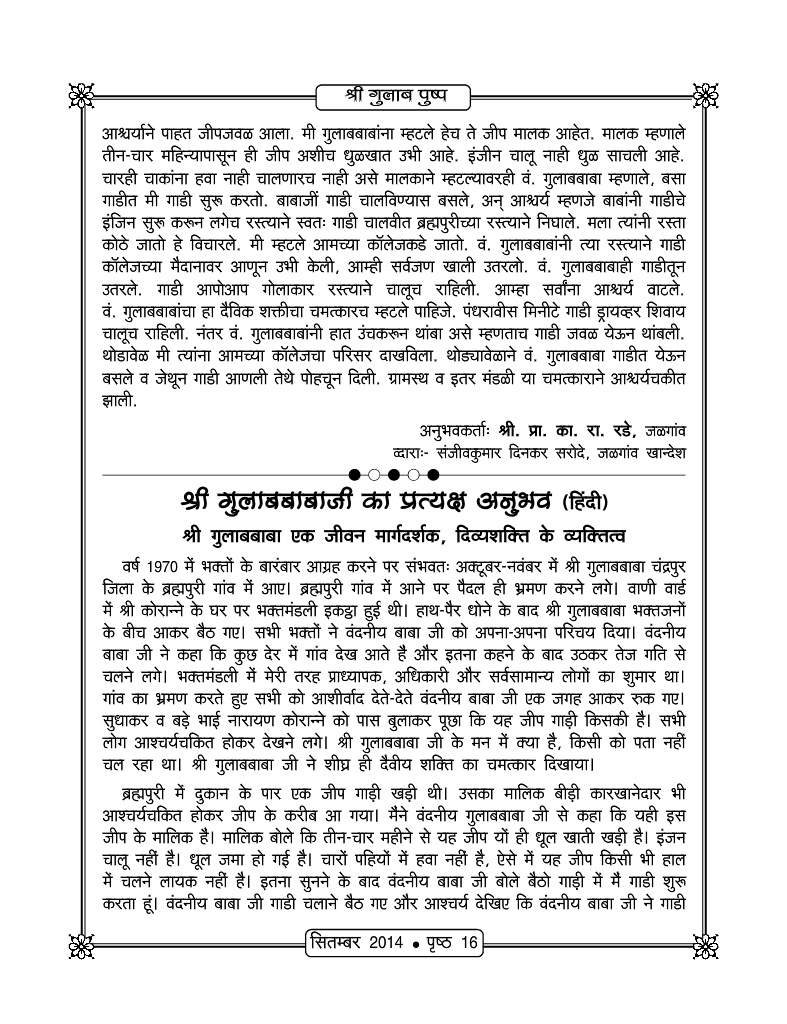 श्री गुलाब पुष्प
आश्चर्याने पाहत जीपजवळ आला. मी गुलाबबाबांना म्हटले हेच ते जीप मालक आहेत. मालक म्हणाले
तीन-चार महिन्यापासून ही जीप अशीच धुळखात उभी आहे. इंजीन चालू नाही धुळ साचली आहे.
चारही चाकांना हवा नाही चालणारच नाही असे मालकाने म्हटल्यावरही वं. गुलाबबाबा म्हणाले, बसा
गाडीत मी गाडी सुरू करतो. बाबाजीं गाडी चालविण्यास बसले, अन् आश्चर्य म्हणजे बाबांनी गाडीचे
इंजिन सुरू करून लगेच रस्त्याने स्वतः गाडी चालवीत ब्रह्मपुरीच्या रस्त्याने निघाले. मला त्यांनी रस्ता
कोठे जातो हे विचारले. मी म्हटले आमच्या कॉलेजकडे जातो. वं. गुलाबबाबांनी त्या रस्त्याने गाडी
कॉलेजच्या मैदानावर आणून उभी केली, आम्ही सर्वजण खाली उतरलो. वं. गुलाबबाबाही गाडीतून
उतरले. गाडी आपोआप गोलाकार रस्त्याने चालूच राहिली. आम्हा सर्वांना आश्चर्य वाटले.
वं. गुलाबबाबांचा हा दैविक शक्तीचा चमत्कारच म्हटले पाहिजे. पंधरावीस मिनीटे गाडी ड्रायव्हर शिवाय
चालूच राहिली. नंतर वं. गुलाबबाबांनी हात उंचकरून थांबा असे म्हणताच गाडी जवळ येऊन थांबली.
थोडावेळ मी त्यांना आमच्या कॉलेजचा परिसर दाखविला. थोड्यावेळाने वं. गुलाबबाबा गाडीत येऊन
बसले व जेथून गाडी आणली तेथे पोहचून दिली. ग्रामस्थ व इतर मंडळी या चमत्काराने आश्चर्यचकीत
झाली.
अनुभवकर्ताः श्री. प्रा. का. रा. रडे, जळगांव
व्दाराः- संजीवकुमार दिनकर सरोदे, जळगांव खान्देश
श्री गुलाबबाबाजी का प्रत्यक्ष अनुभव (हिंदी)
श्री गुलाबबाबा एक जीवन मार्गदर्शक, दिव्यशक्ति के व्यक्तित्व
वर्ष 1970 में भक्तों के बारंबार आग्रह करने पर संभवतः अक्टूबर-नवंबर में श्री गुलाबबाबा चंद्रपुर
जिला के ब्रह्मपुरी गांव में आए। ब्रह्मपुरी गांव में आने पर पैदल ही भ्रमण करने लगे। वाणी वार्ड
में श्री कोरान्ने के घर पर भक्तमंडली इकट्ठा हुई थी। हाथ-पैर धोने के बाद श्री गुलाबबाबा भक्तजनों
के बीच आकर बैठ गए। सभी भक्तों ने वंदनीय बाबा जी को अपना-अपना परिचय दिया। वंदनीय
बाबा जी ने कहा कि कुछ देर में गांव देख आते है और इतना कहने के बाद उठकर तेज गति से
चलने लगे। भक्तमंडली में मेरी तरह प्राध्यापक, अधिकारी और सर्वसामान्य लोगों का शुमार था।
गांव का भ्रमण करते हुए सभी को आशीर्वाद देते-देते वंदनीय बाबा जी एक जगह आकर रुक गए।
सुधाकर व बड़े भाई नारायण कोरान्ने को पास बुलाकर पूछा कि यह जीप गाड़ी किसकी है। सभी
लोग आश्चर्यचकित होकर देखने लगे। श्री गुलाबबाबा जी के मन में क्या है, किसी को पता नहीं
चल रहा था। श्री गुलाबबाबा जी ने शीघ्र ही दैवीय शक्ति का चमत्कार दिखाया।
ब्रह्मपुरी में दुकान के पार एक जीप गाड़ी खड़ी थी। उसका मालिक बीड़ी कारखानेदार भी
आश्चर्यचकित होकर जीप के करीब आ गया। मैने वंदनीय गुलाबबाबा जी से कहा कि यही इस
जीप के मालिक है। मालिक बोले कि तीन-चार महीने से यह जीप यों ही धूल खाती खड़ी है। इंजन
चालू नहीं है। धूल जमा हो गई है। चारों पहियों में हवा नहीं है, ऐसे में यह जीप किसी भी हाल
में चलने लायक नहीं है। इतना सुनने के बाद वंदनीय बाबा जी बोले बैठो गाड़ी में मै गाडी शुरू
करता हूं। वंदनीय बाबा जी गाडी चलाने बैठ गए और आश्चर्य देखिए कि वंदनीय बाबा जी ने गाडी
सितम्बर 2014 ● पृष्ठ 16